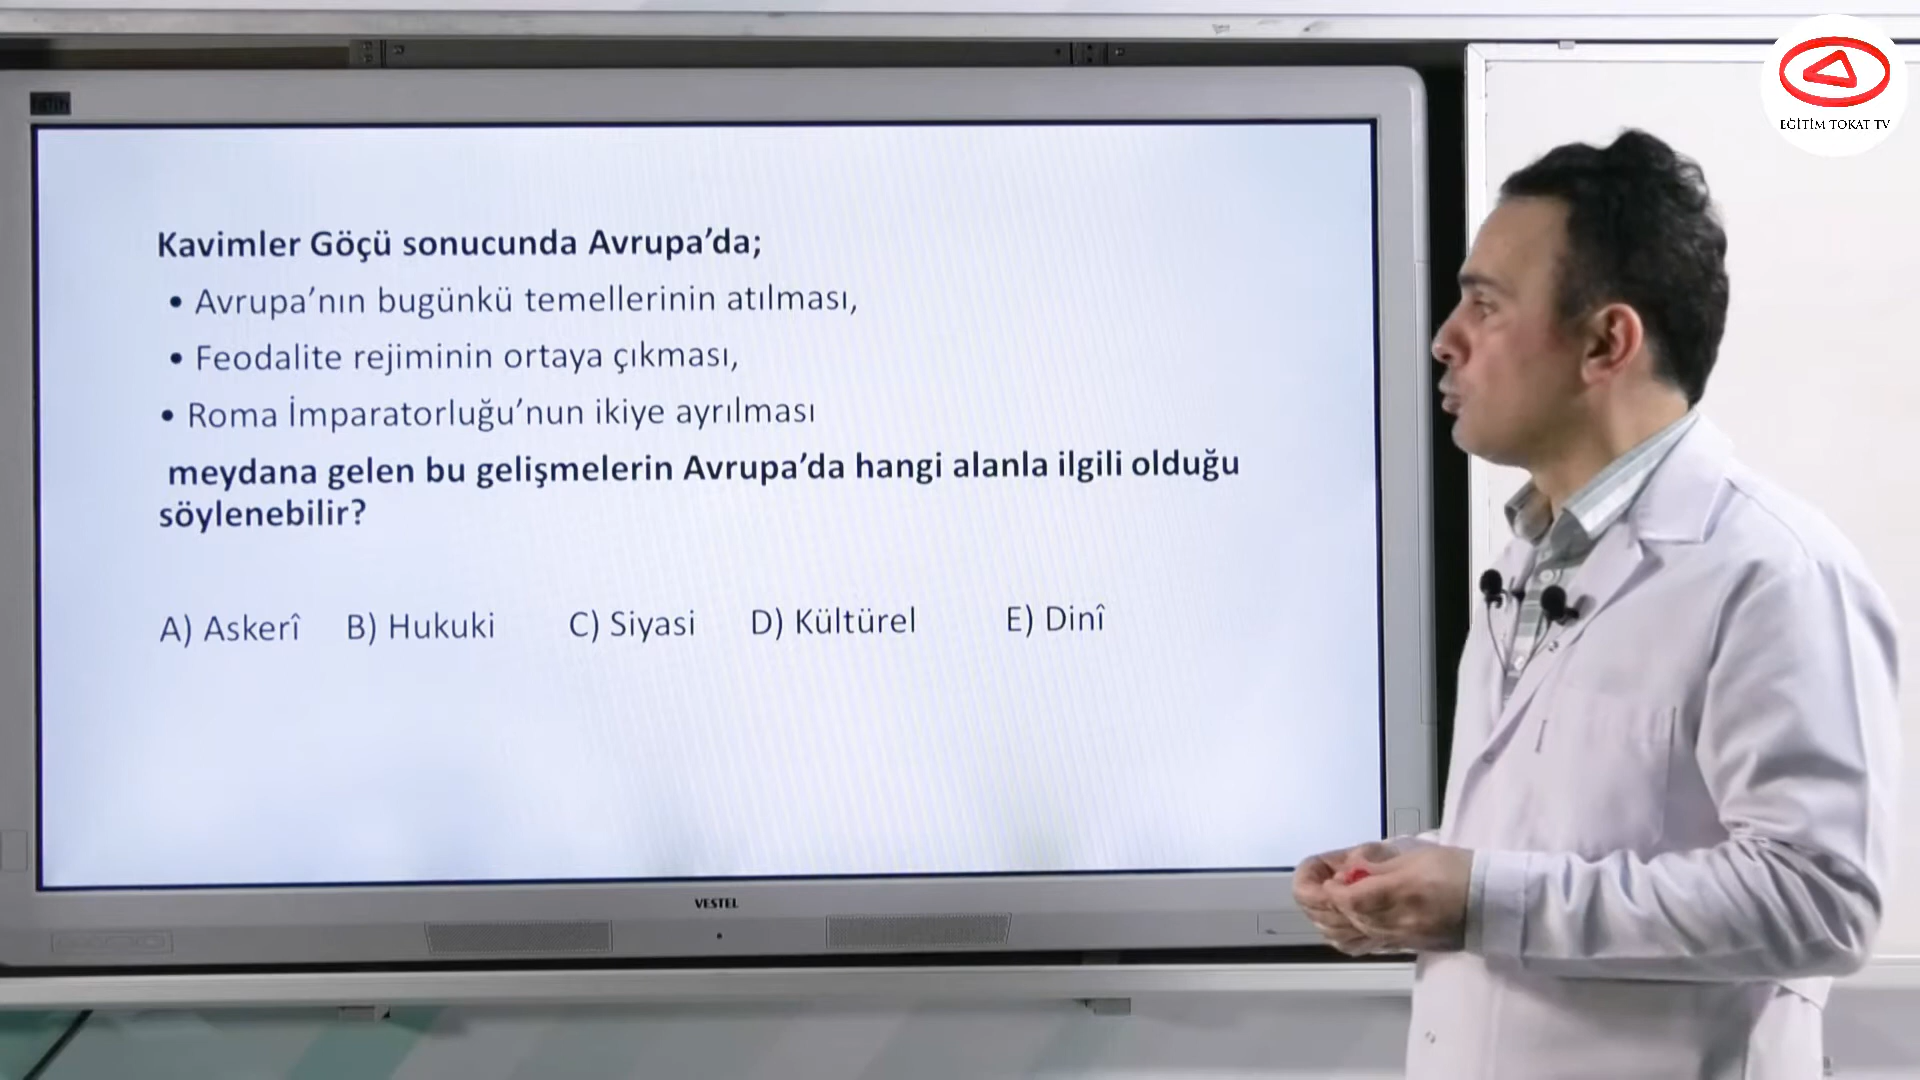 EĞİTİM TOKAT TV
Kavimler Göçü sonucunda Avrupa’da;
• Avrupa’nın bugünkü temellerinin atılması,
• Feodalite rejiminin ortaya çıkması,
• Roma İmparatorluğu’nun ikiye ayrılması
meydana gelen bu gelişmelerin Avrupa’da hangi alanla ilgili olduğu
söylenebilir?
A) Askerî B) Hukuki C) Siyasi D) Kültürel E) Dinî
VESTEL